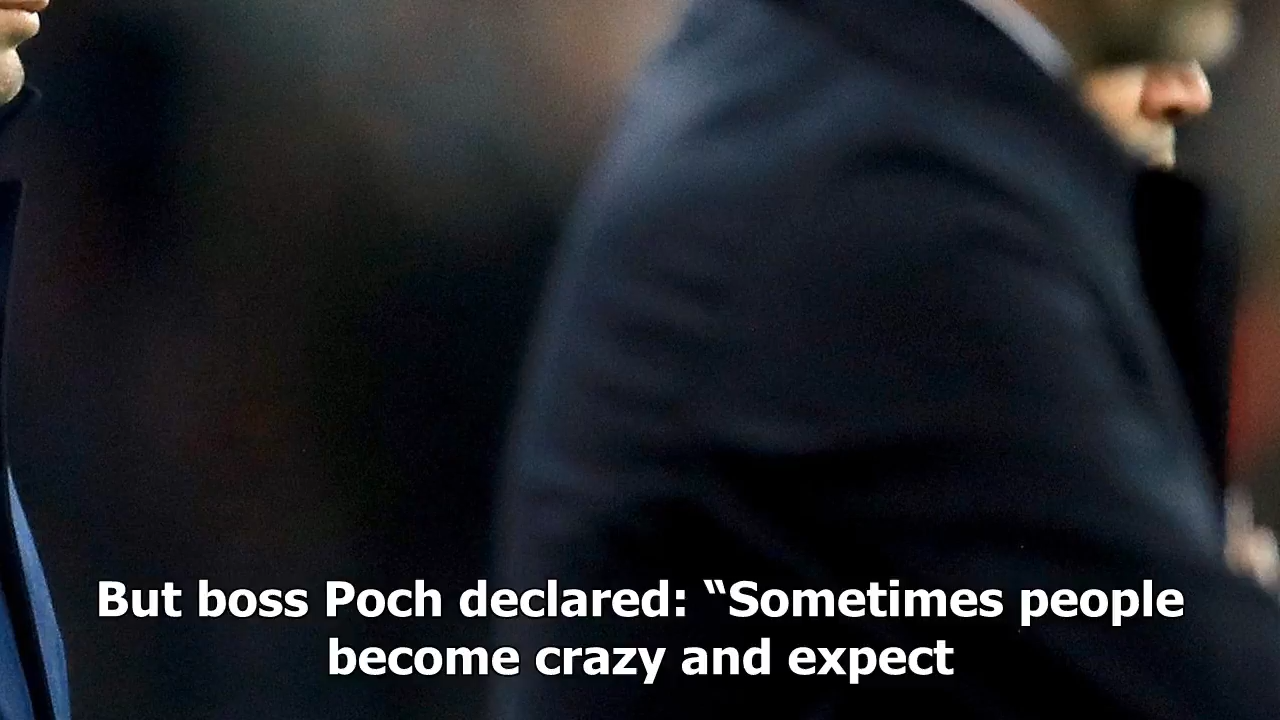 But boss Poch declared: “Sometimes people
become crazy and expect